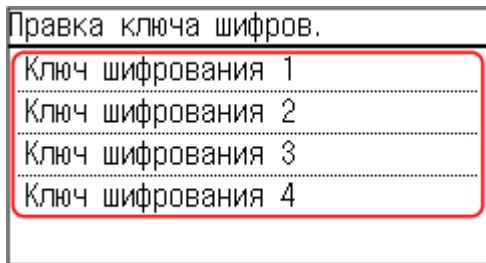 Правка ключа шифров.
Ключ шифрования 1
Ключ шифрования 2
Ключ шифрования 3
Ключ шифрования 4